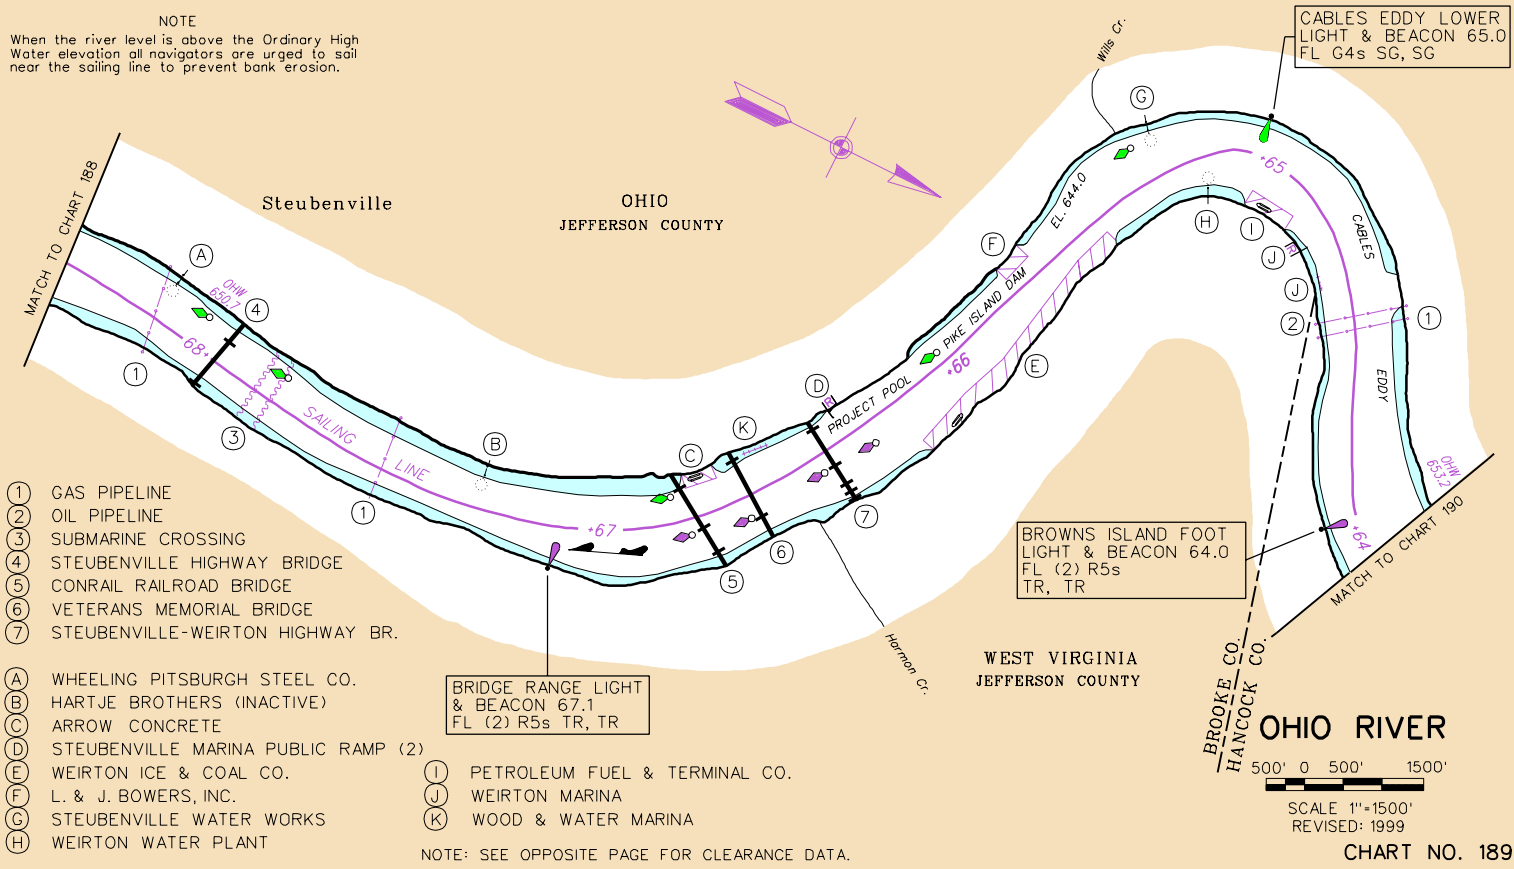 NOTE
When the river level is above the Ordinary High
Water elevation all navigators are urged to sail
near the sailing line to prevent bank erosion.
CABLES EDDY LOWER
LIGHT & BEACON 65.0
FL G4s SG, SG
Wills Cr.
MATCH TO CHART 188
Steubenville
OHIO
JEFFERSON COUNTY
G
+65
EL. 644.0
H
I
J
J
CABLES
F
A
OHW
650.7
4
PIKE ISLAND DAM
2
1
68+
1
E
+66
D
R
R
PROJECT POOL
EDDY
3
SAILING
LINE
B
K
C
1
+67
5
6
7
OHW
653.2
+64
MATCH TO CHART 190
1 GAS PIPELINE
2 OIL PIPELINE
3 SUBMARINE CROSSING
4 STEUBENVILLE HIGHWAY BRIDGE
5 CONRAIL RAILROAD BRIDGE
6 VETERANS MEMORIAL BRIDGE
7 STEUBENVILLE-WEIRTON HIGHWAY BR.
A WHEELING PITSBURGH STEEL CO.
B HARTJE BROTHERS (INACTIVE)
C ARROW CONCRETE
D STEUBENVILLE MARINA PUBLIC RAMP (2)
E WEIRTON ICE & COAL CO.
F L. & J. BOWERS, INC.
G STEUBENVILLE WATER WORKS
H WEIRTON WATER PLANT
I PETROLEUM FUEL & TERMINAL CO.
J WEIRTON MARINA
K WOOD & WATER MARINA
NOTE: SEE OPPOSITE PAGE FOR CLEARANCE DATA.
BRIDGE RANGE LIGHT
& BEACON 67.1
FL (2) R5s TR, TR
Harmon Cr.
BROWNS ISLAND FOOT
LIGHT & BEACON 64.0
FL (2) R5s
TR, TR
WEST VIRGINIA
JEFFERSON COUNTY
BROOKE CO.
HANCOCK CO.
OHIO RIVER
500' 0 500' 1500'
SCALE 1"=1500'
REVISED: 1999
CHART NO. 189